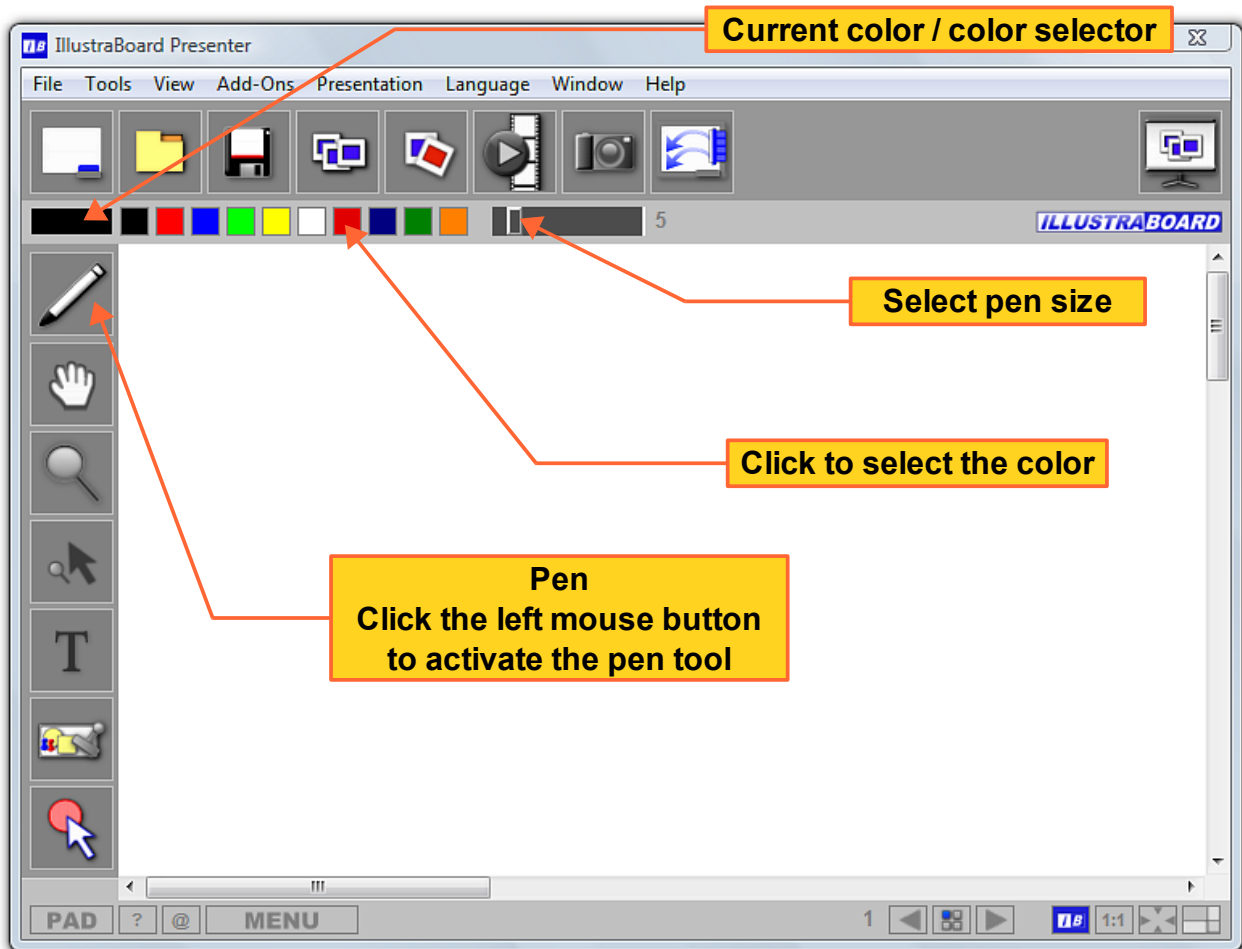 Current color / color selector
IllustraBoard Presenter
File Tools View Add-Ons Presentation Language Window Help
5
ILLUSTRABOARD
Select pen size
Click to select the color
Pen
Click the left mouse button
to activate the pen tool
T
PAD ? @ MENU 1 IB 1:1